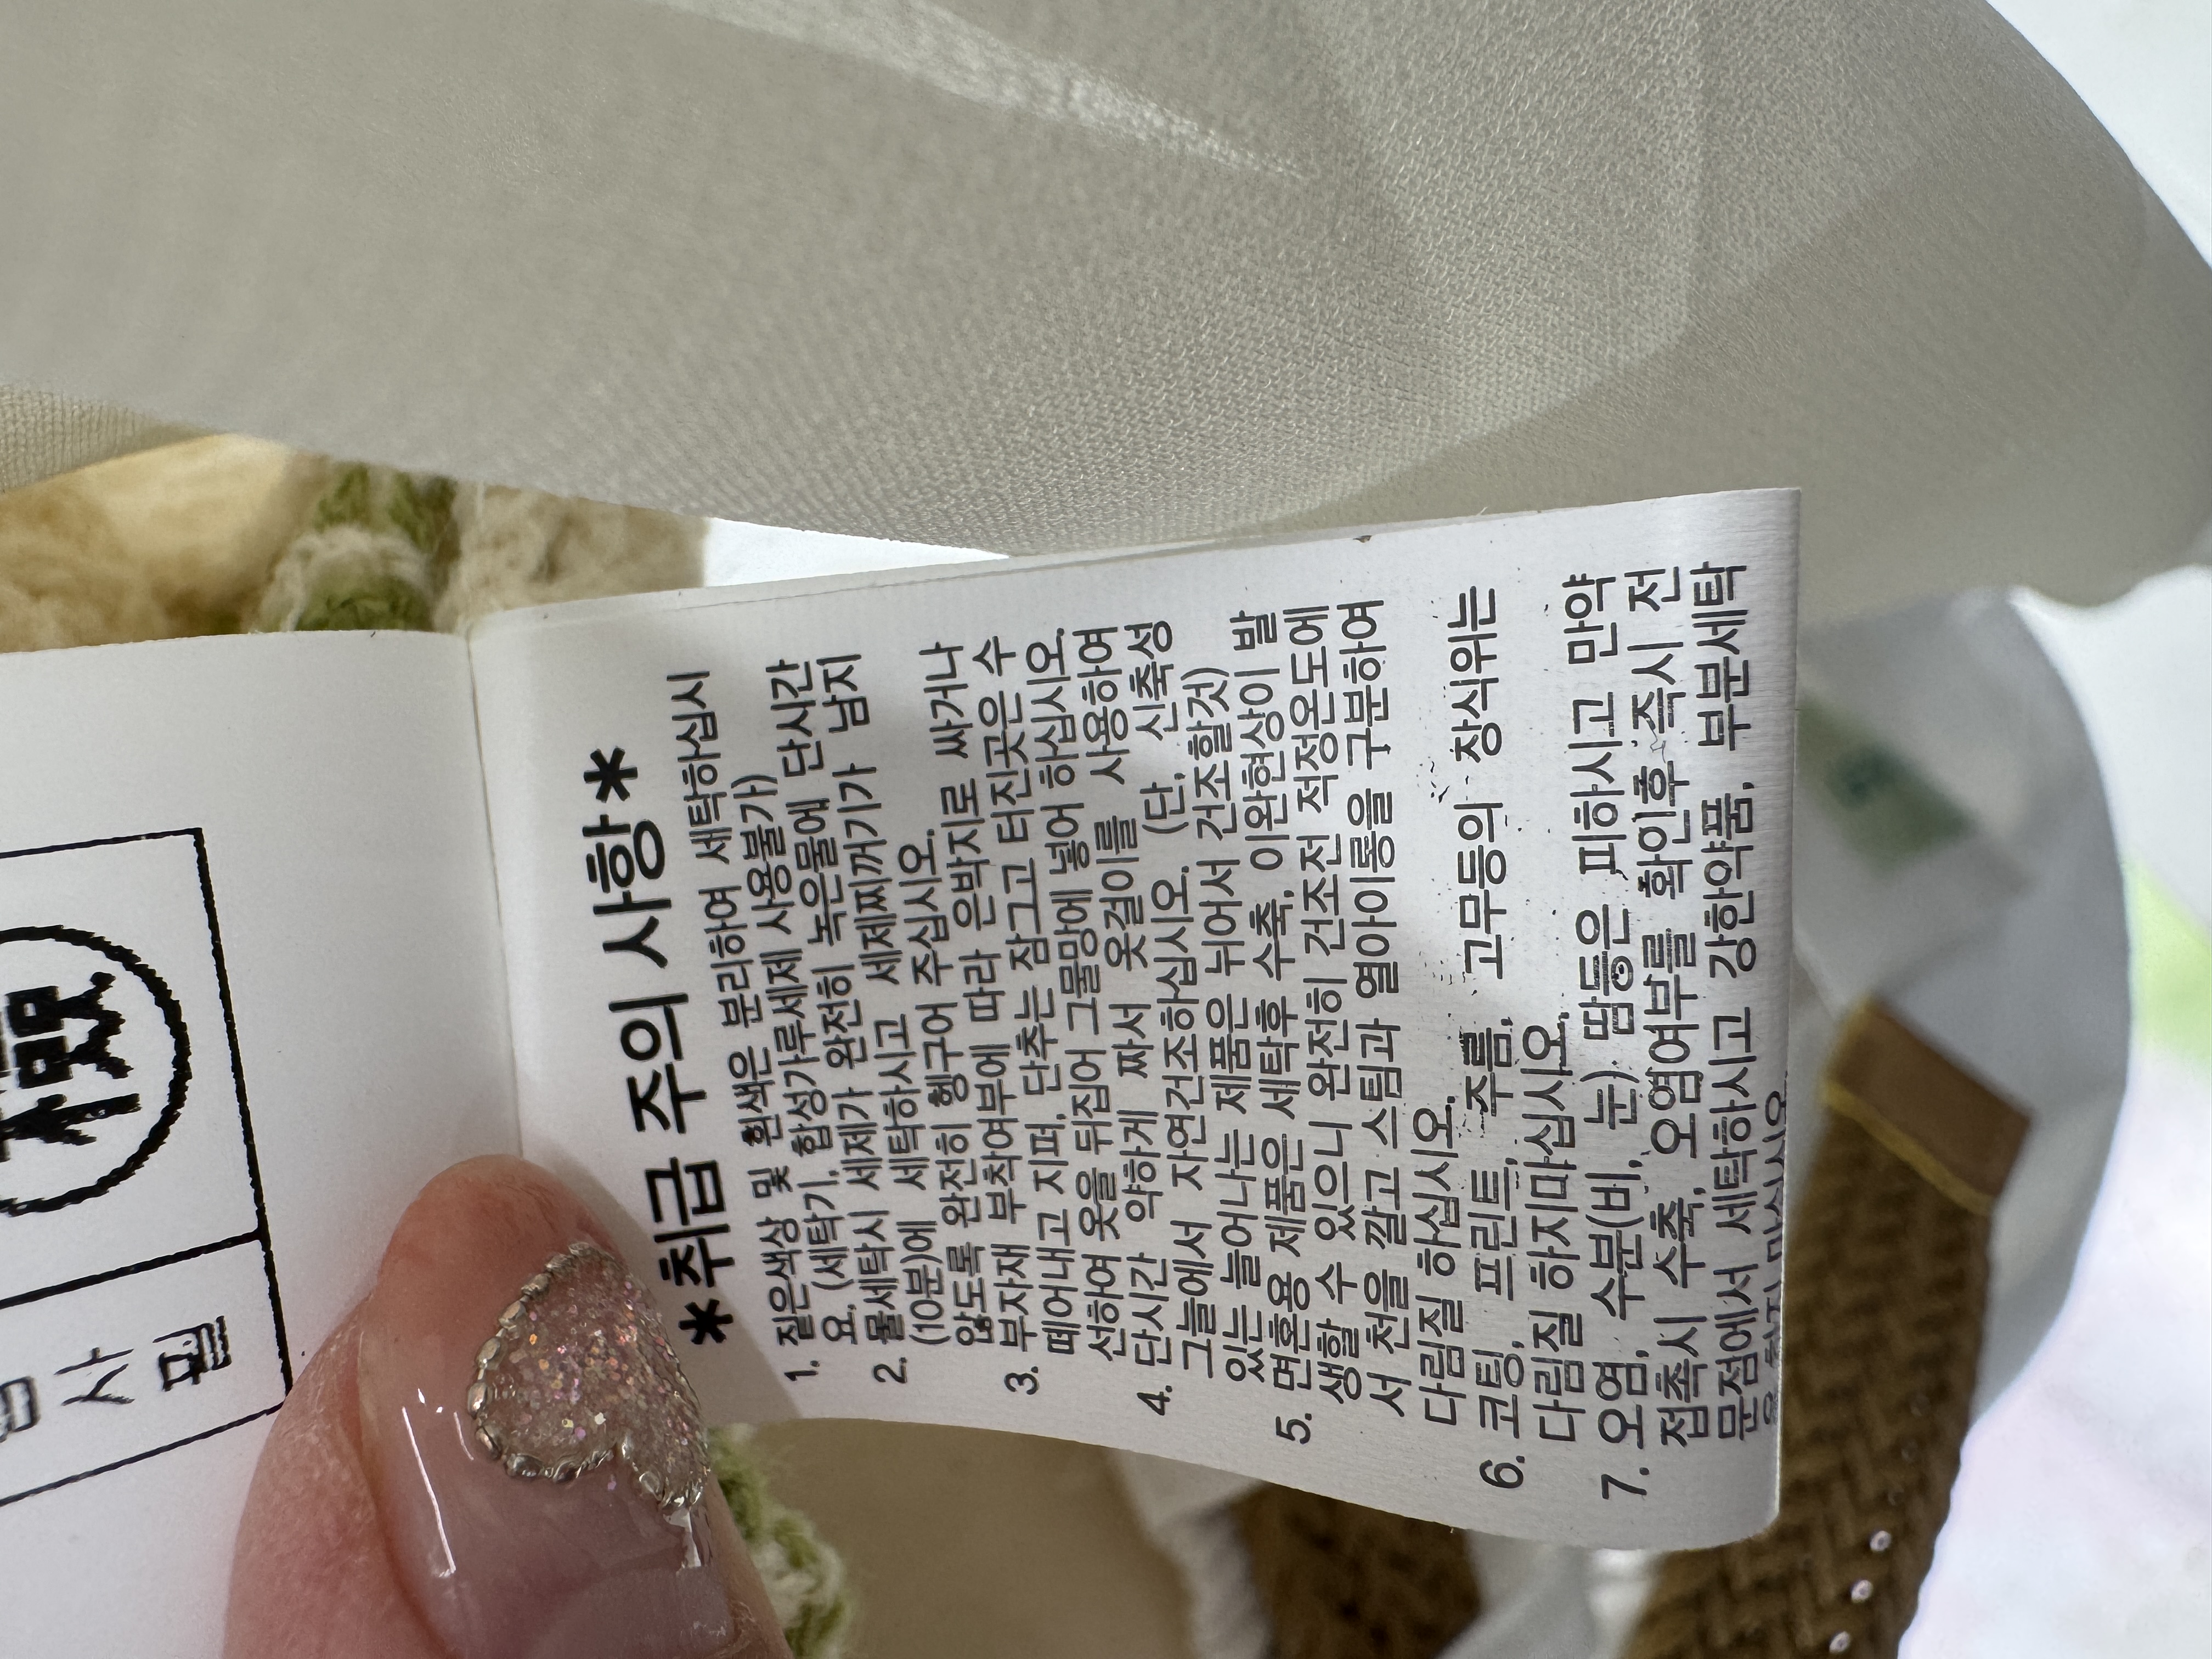 *취급 주의 사항*
1. 짙은색상 및 흰색은 분리하여 세탁하십시
요. (세탁기, 합성가루세제 사용불가)
2. 물세탁시 세제가 완전히 녹은물에 단시간
(10분)에 세탁하시고 세제찌꺼기가 남지
않도록 완전히 헹구어 주십시오.
3. 부자재 부착여부에 따라 은박지로 싸거나
떼어내고 지퍼, 단추는 잠그고 터진곳은 수
선하여 옷을 뒤집어 그물망에 넣어 하십시오.
4. 단시간 약하게 짜서 옷걸이를 사용하여
그늘에서 자연건조하십시오. (단, 신축성
있는 늘어나는 제품은 뉘어서 건조할것)
5. 면혼용 제품은 세탁후 수축, 이완현상이 발
생할 수 있으니 완전히 건조전 적정온도에
서 천을 깔고 스팀과 열아이롱을 구분하여
다림질 하십시오.
6. 코팅, 프린트, 주름, 고무등의 장식위는
다림질 하지마십시오.
7. 오염, 수분(비, 눈) 땀등은 피하시고 만약
접촉시 수축, 오염여부를 확인후 즉시 전
문점에서 세탁하시고 강한약품, 부분세탁
을 하지 마십시오.
사
필